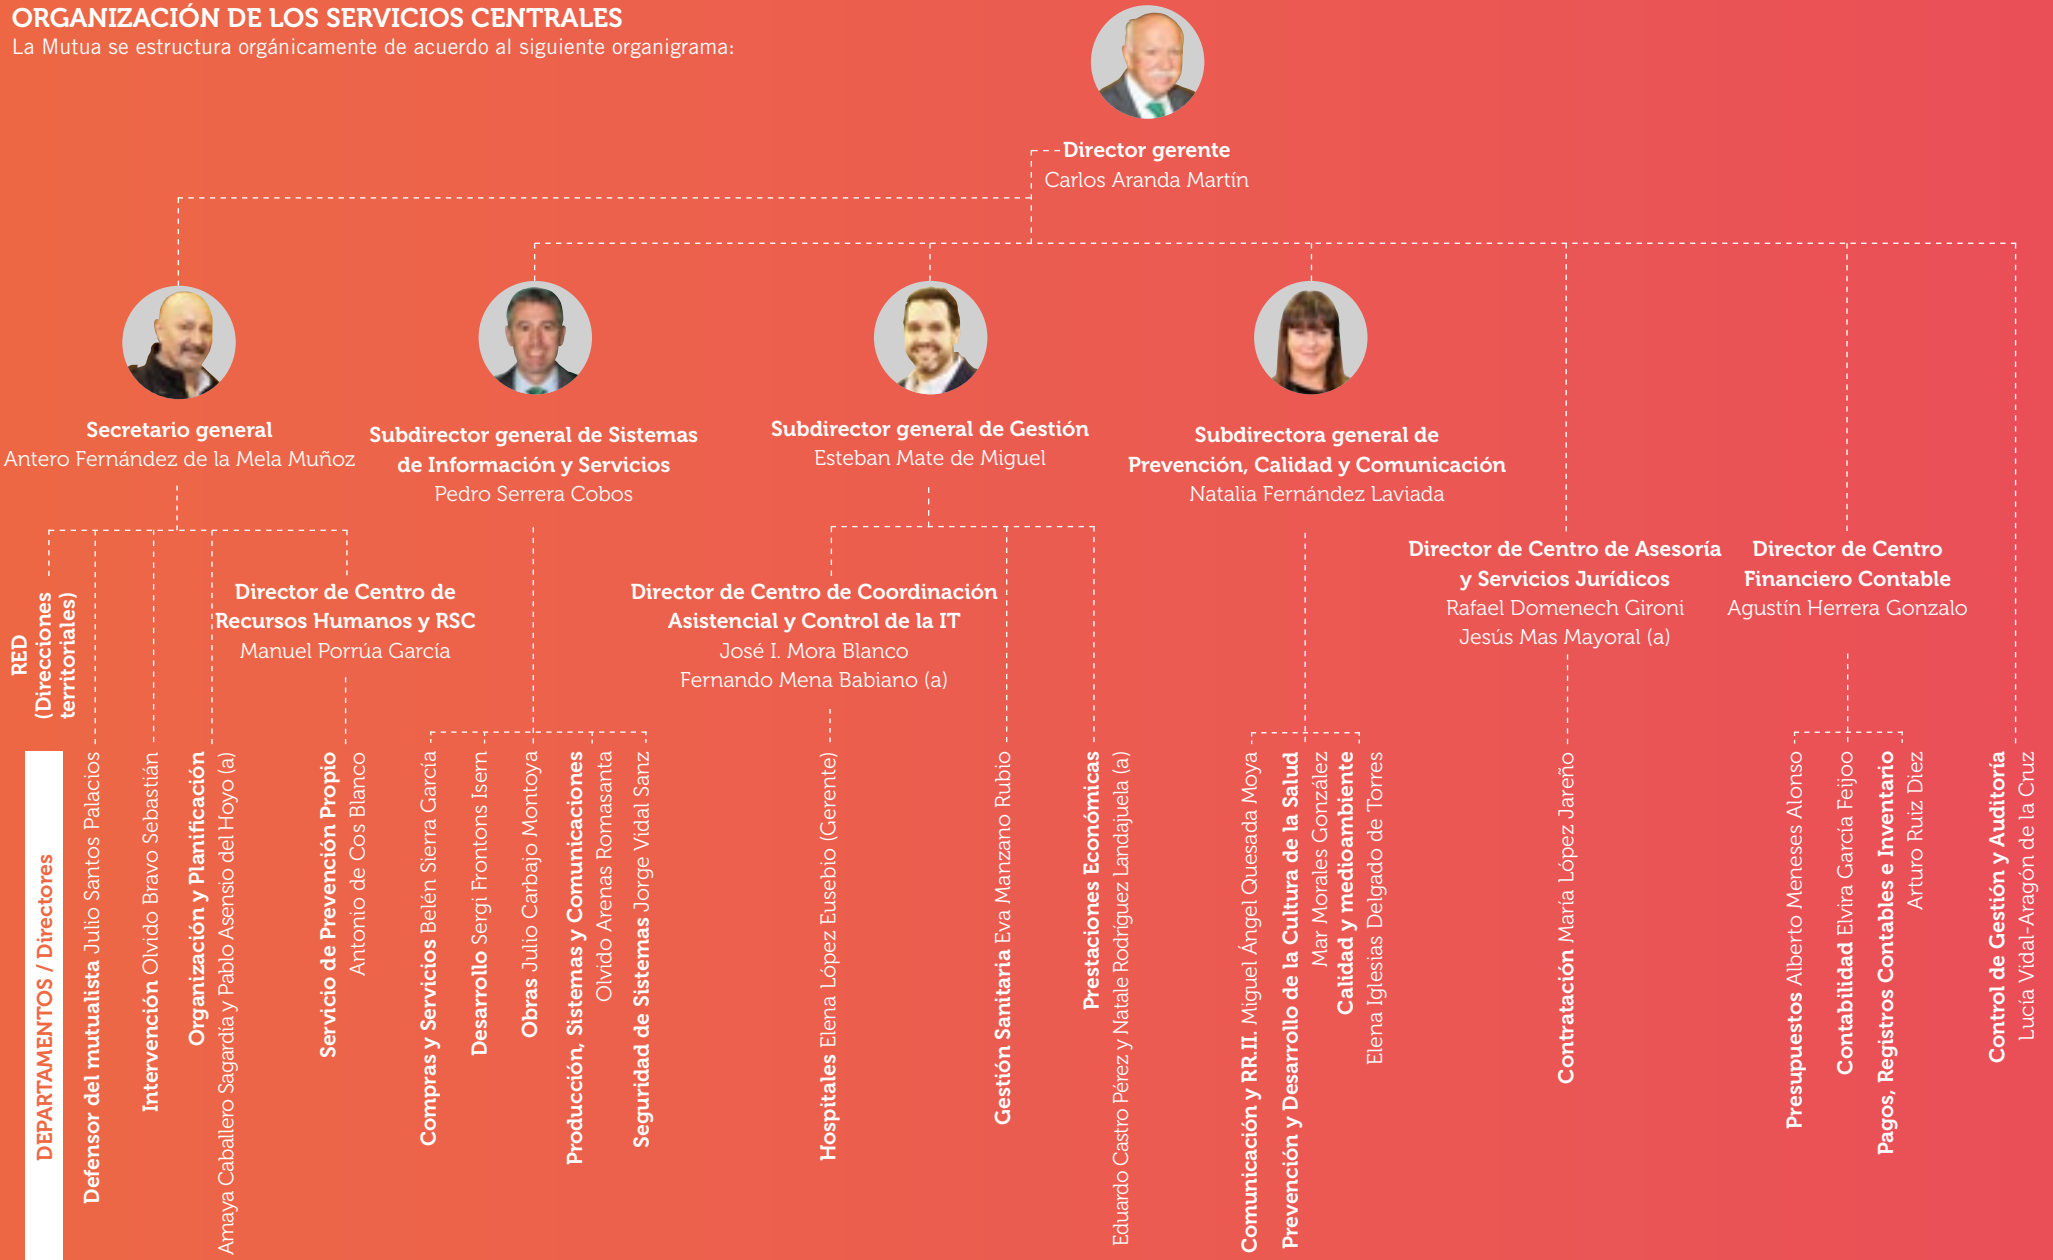 ORGANIZACIÓN DE LOS SERVICIOS CENTRALES
La Mutua se estructura orgánicamente de acuerdo al siguiente organigrama:
Director gerente
Carlos Aranda Martín
Secretario general
Antero Fernández de la Mela Muñoz
Subdirector general de Sistemas
de Información y Servicios
Pedro Serrera Cobos
Subdirector general de Gestión
Esteban Mate de Miguel
Subdirectora general de
Prevención, Calidad y Comunicación
Natalia Fernández Laviada
Director de Centro de Asesoría
y Servicios Jurídicos
Rafael Domenech Gironi
Jesús Mas Mayoral (a)
Director de Centro
Financiero Contable
Agustín Herrera Gonzalo
RED
(Direcciones
territoriales)
Director de Centro de
Recursos Humanos y RSC
Manuel Porrúa García
Director de Centro de Coordinación
Asistencial y Control de la IT
José I. Mora Blanco
Fernando Mena Babiano (a)
DEPARTAMENTOS / Directores
Defensor del mutualista Julio Santos Palacios
Intervención Olvido Bravo Sebastián
Organización y Planificación
Amaya Caballero Sagardía y Pablo Asensio del Hoyo (a)
Servicio de Prevención Propio
Antonio de Cos Blanco
Compras y Servicios Belén Sierra García
Desarrollo Sergi Frontons Isern
Obras Julio Carbajo Montoya
Producción, Sistemas y Comunicaciones
Olvido Arenas Romasanta
Seguridad de Sistemas Jorge Vidal Sanz
Hospitales Elena López Eusebio (Gerente)
Gestión Sanitaria Eva Manzano Rubio
Prestaciones Económicas
Eduardo Castro Pérez y Natale Rodríguez Landajuela (a)
Comunicación y RR.II. Miguel Ángel Quesada Moya
Prevención y Desarrollo de la Cultura de la Salud
Mar Morales González
Calidad y medioambiente
Elena Iglesias Delgado de Torres
Contratación María López Jareño
Presupuestos Alberto Meneses Alonso
Contabilidad Elvira García Feijoo
Pagos, Registros Contables e Inventario
Arturo Ruiz Diez
Control de Gestión y Auditoría
Lucía Vidal-Aragón de la Cruz